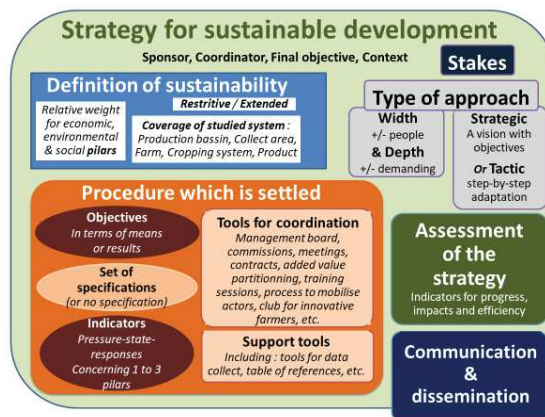 Strategy for sustainable development
Sponsor, Coordinator, Final objective, Context
Stakes
Definition of sustainability
Restritive / Extended
Relative weight
for economic,
environmental
& social pillars
Coverage of studied system :
Production bassin, Collect area,
Farm, Cropping system, Product
Type of approach
Width
+/- people
& Depth
+/- demanding
Strategic
A vision with
objectives
Or Tactic
step-by-step
adaptation
Procedure which is settled
Objectives
In terms of means
or results
Set of
specifications
(or no specification)
Indicators
Pressure-state-
responses
Concerning 1 to 3
pilars
Tools for coordination
Management board,
commissions, meetings,
contracts, added value
partitionning, training
sessions, process to mobilise
actors, club for innovative
farmers, etc.
Support tools
Including : tools for data
collect, table of references, etc.
Assessment
of the
strategy
Indicators for progress,
impacts and efficiency
Communication
&
dissemination